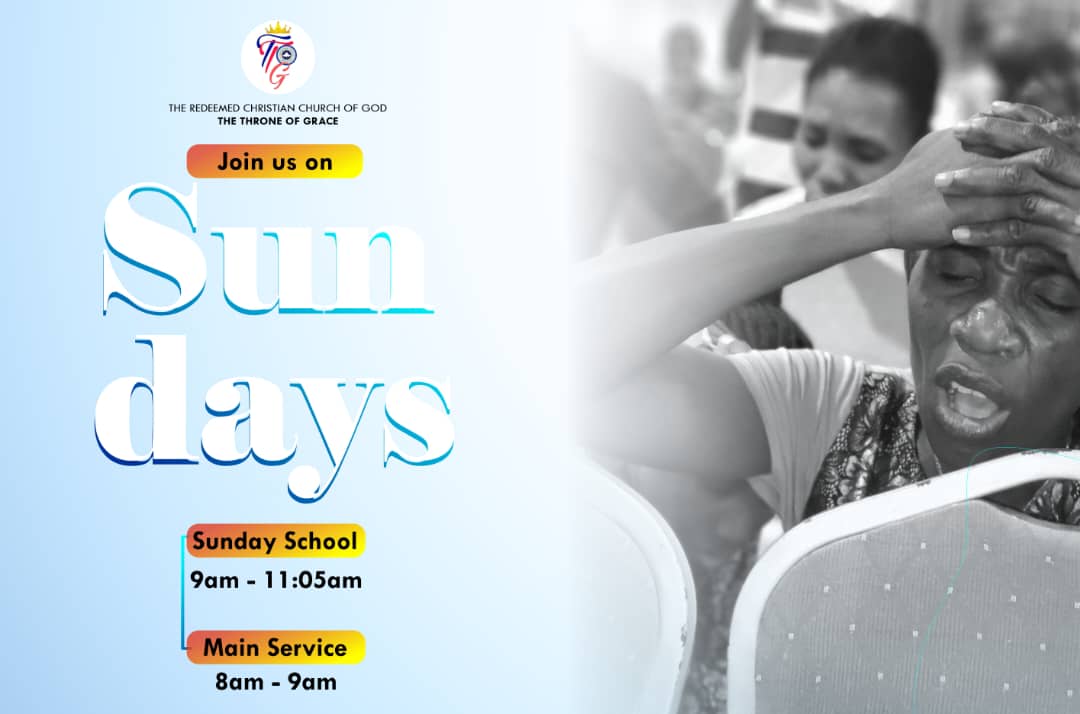 TTOG
THE REDEEMED CHRISTIAN CHURCH OF GOD
THE THRONE OF GRACE
Join us on
Sun
days
Sunday School
9am - 11:05am
Main Service
8am - 9am